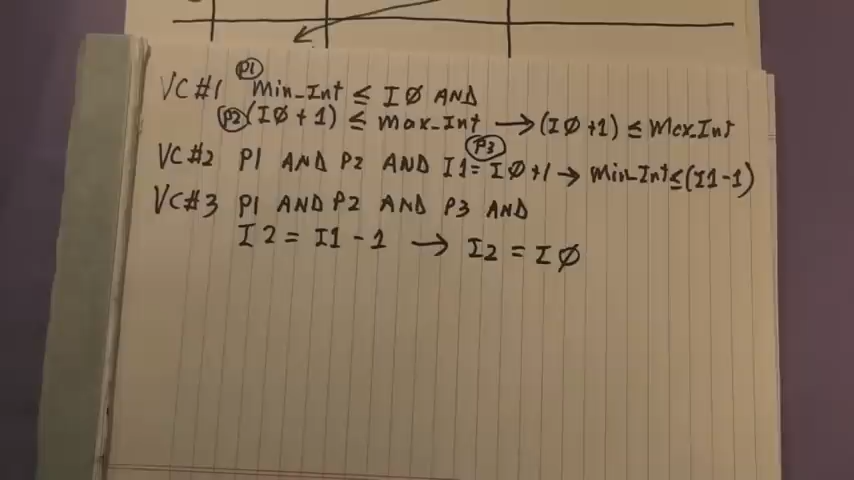 VC#1 P1 Min_Int ≤ IØ AND
P2 (IØ+1) ≤ Max_Int → (IØ+1) ≤ Max_Int
VC#2 P1 AND P2 AND P3 I1 = IØ+1 → Min_Int ≤ (I1-1)
VC#3 P1 AND P2 AND P3 AND
I2 = I1 - 1 → I2 = IØ